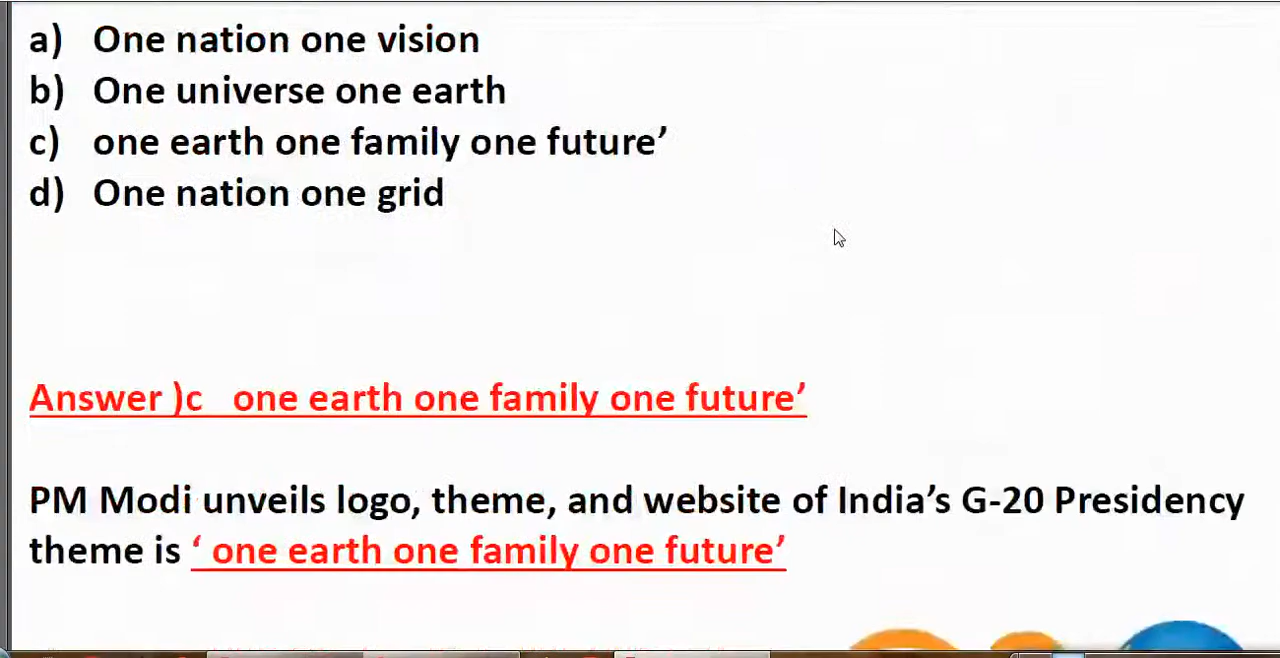 a) One nation one vision
b) One universe one earth
c) one earth one family one future’
d) One nation one grid
Answer )c one earth one family one future’
PM Modi unveils logo, theme, and website of India’s G-20 Presidency
theme is ‘ one earth one family one future’